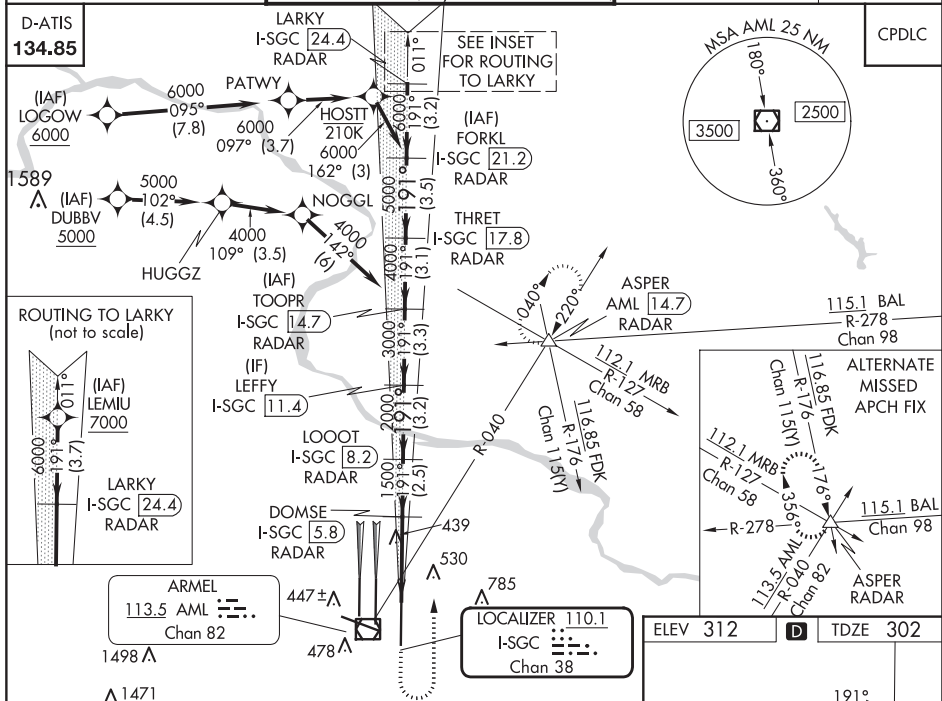 D-ATIS
134.85
LARKY
I-SGC 24.4
RADAR
011°
SEE INSET
FOR ROUTING
TO LARKY
MSA AML 25 NM
180°
3500
2500
360°
CPDLC
(IAF)
LOGOW
6000
6000
095°
(7.8)
PATWY
6000
097° (3.7)
HOSTT
210K
6000
162° (3)
6000
191°
(3.2)
(IAF)
FORKL
I-SGC 21.2
RADAR
1589
(IAF)
DUBBV
5000
5000
102°
(4.5)
HUGGZ
4000
109° (3.5)
NOGGL
4000
142°
(6)
5000
191°
(3.5)
THRET
I-SGC 17.8
RADAR
4000
191°
(3.1)
(IAF)
TOOPR
I-SGC 14.7
RADAR
3000
191°
(3.3)
(IF)
LEFFY
I-SGC 11.4
2000
191°
(3.2)
LOOOT
I-SGC 8.2
RADAR
1500
191°
(2.5)
DOMSE
I-SGC 5.8
RADAR
040°
220°
ASPER
AML 14.7
RADAR
115.1 BAL
R-278
Chan 98
112.1 MRB
R-127
Chan 58
116.85 FDK
R-176
Chan 115(Y)
R-040
ROUTING TO LARKY
(not to scale)
011°
(IAF)
LEMIU
7000
6000
191°
(3.7)
LARKY
I-SGC 24.4
RADAR
ALTERNATE
MISSED
APCH FIX
116.85 FDK
R-176
Chan 115(Y)
112.1 MRB
R-127
Chan 58
176°
356°
R-278
115.1 BAL
Chan 98
113.5 AML
R-040
Chan 82
ASPER
RADAR
439
530
785
447±
478
ARMEL
113.5 AML
Chan 82
1498
1471
LOCALIZER 110.1
I-SGC
Chan 38
ELEV 312
D
TDZE 302
191°